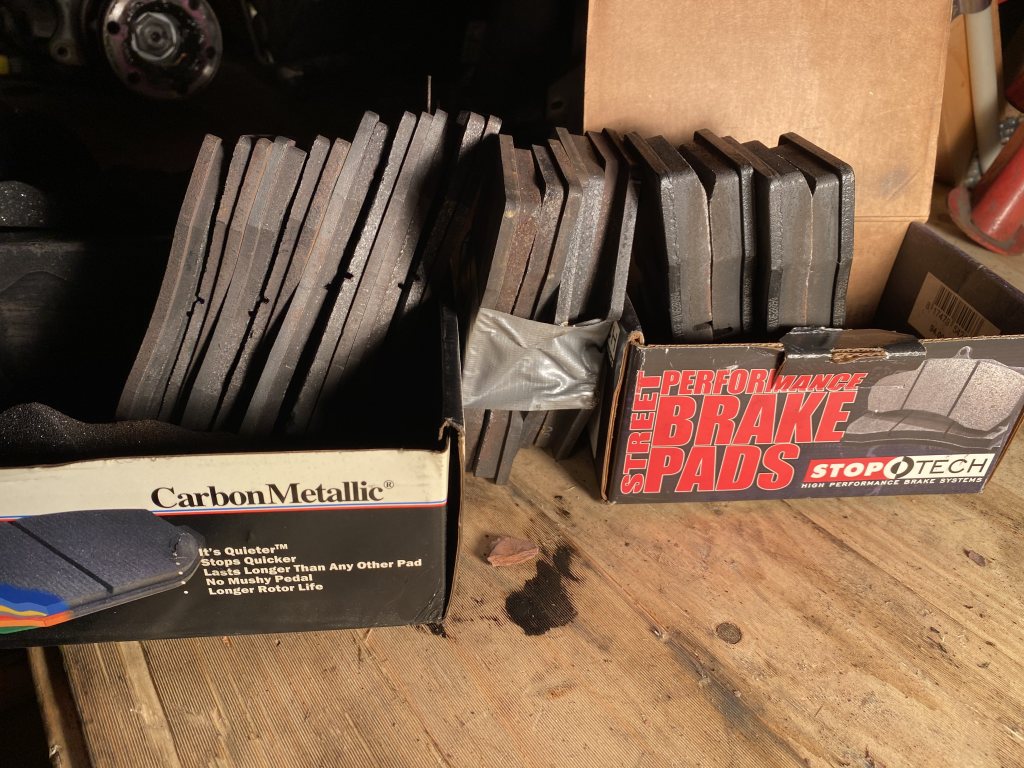 CarbonMetallic®
It's Quieter™
Stops Quicker
Lasts Longer Than Any Other Pad
No Mushy Pedal
• Longer Rotor Life
STREET
PERFORMANCE
BRAKE
PADS
STOPTECH
HIGH PERFORMANCE BRAKE SYSTEMS